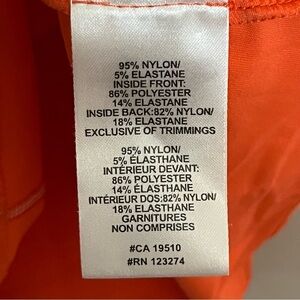 95% NYLON/
5% ELASTANE
INSIDE FRONT:
86% POLYESTER
14% ELASTANE
INSIDE BACK:82% NYLON/
18% ELASTANE
EXCLUSIVE OF TRIMMINGS
95% NYLON/
5% ÉLASTHANE
INTÉRIEUR DEVANT:
86% POLYESTER
14% ÉLASTHANE
INTÉRIEUR DOS:82% NYLON/
18% ÉLASTHANE
GARNITURES
NON COMPRISES
#CA 19510
#RN 123274